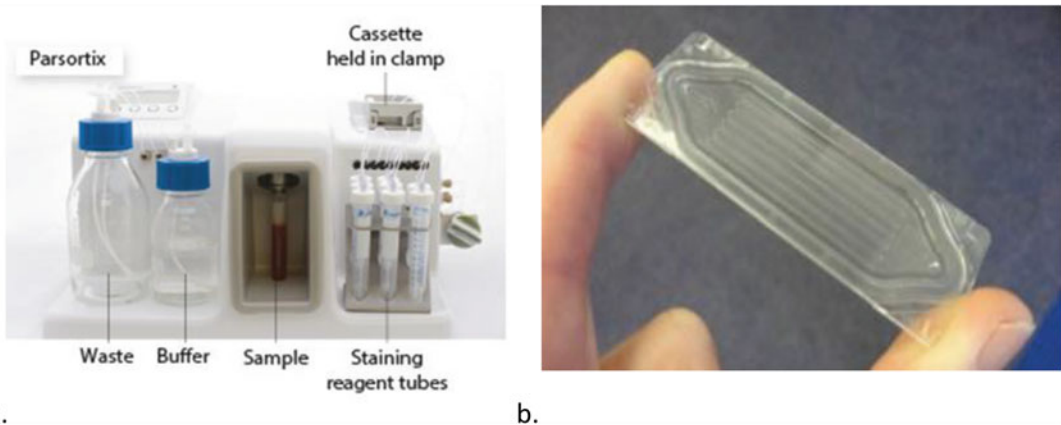 Parsortix
Cassette
held in clamp
Waste
Buffer
Sample
Staining
reagent tubes
.
b.